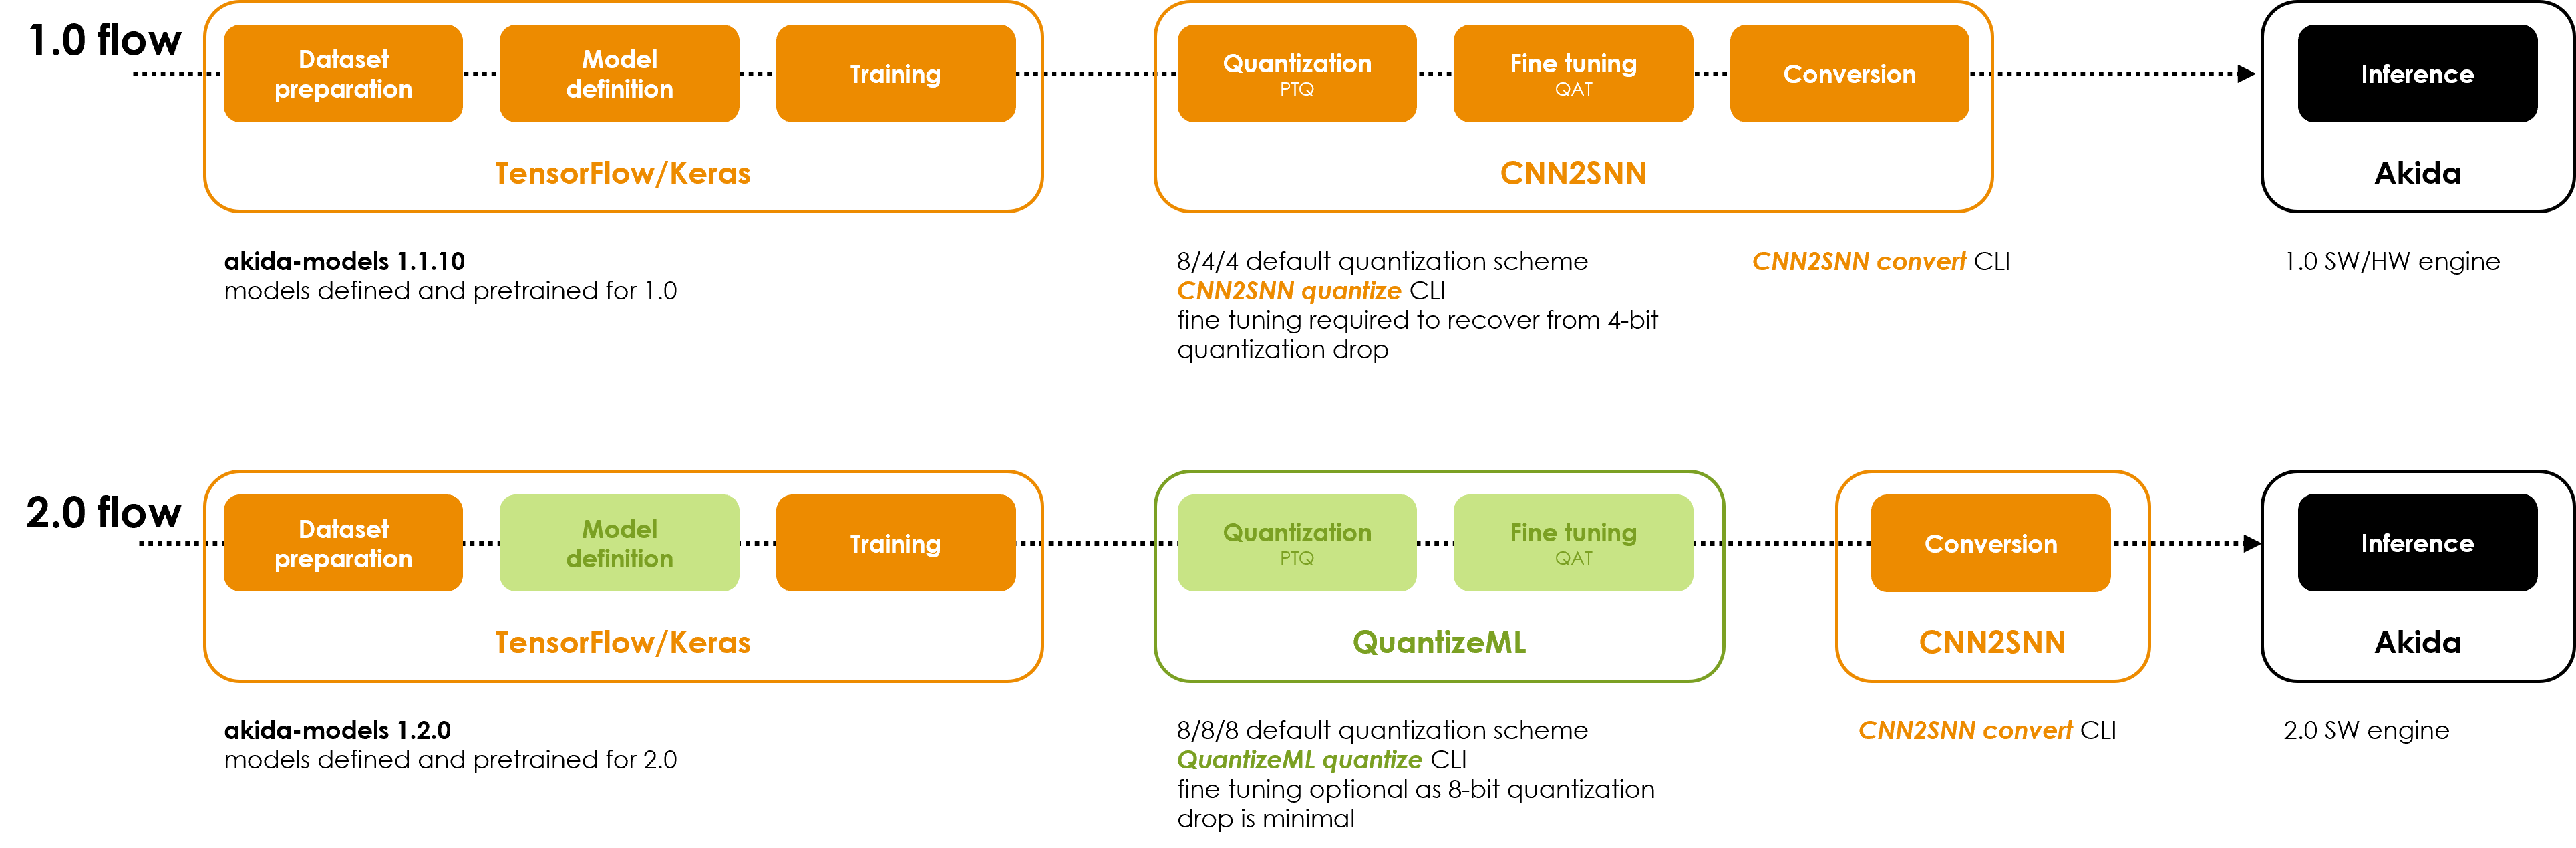 1.0 flow
Dataset
preparation
Model
definition
Training
TensorFlow/Keras
Quantization
PTQ
Fine tuning
QAT
Conversion
CNN2SNN
Inference
Akida
akida-models 1.1.10
models defined and pretrained for 1.0
8/4/4 default quantization scheme
CNN2SNN quantize CLI
fine tuning required to recover from 4-bit
quantization drop
CNN2SNN convert CLI
1.0 SW/HW engine
2.0 flow
Dataset
preparation
Model
definition
Training
TensorFlow/Keras
Quantization
PTQ
Fine tuning
QAT
QuantizeML
Conversion
CNN2SNN
Inference
Akida
akida-models 1.2.0
models defined and pretrained for 2.0
8/8/8 default quantization scheme
QuantizeML quantize CLI
fine tuning optional as 8-bit quantization
drop is minimal
CNN2SNN convert CLI
2.0 SW engine